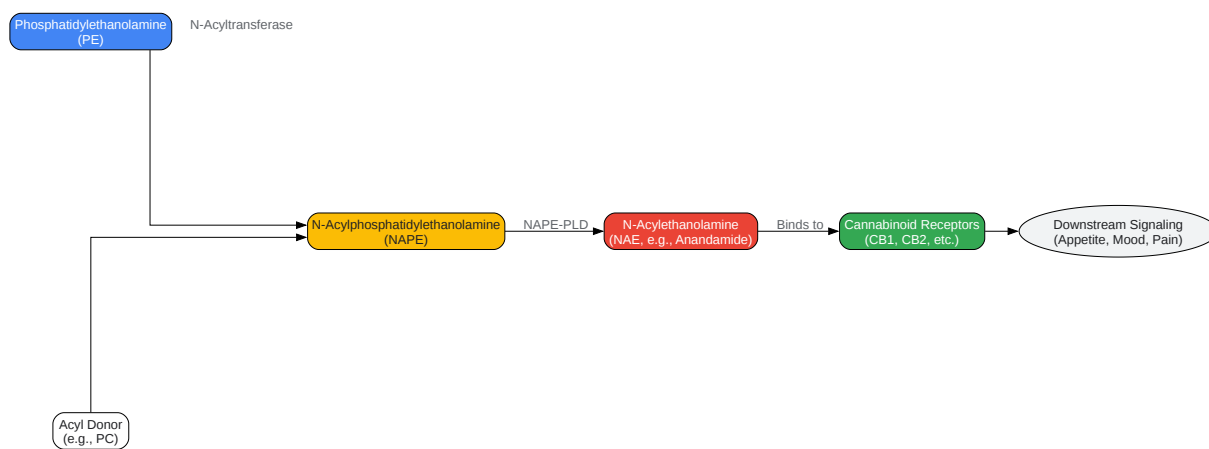 Phosphatidylethanolamine
(PE)
N-Acyltransferase
N-Acylphosphatidylethanolamine
(NAPE)
NAPE-PLD
N-Acylethanolamine
(NAE, e.g., Anandamide)
Binds to
Cannabinoid Receptors
(CB1, CB2, etc.)
Downstream Signaling
(Appetite, Mood, Pain)
Acyl Donor
(e.g., PC)